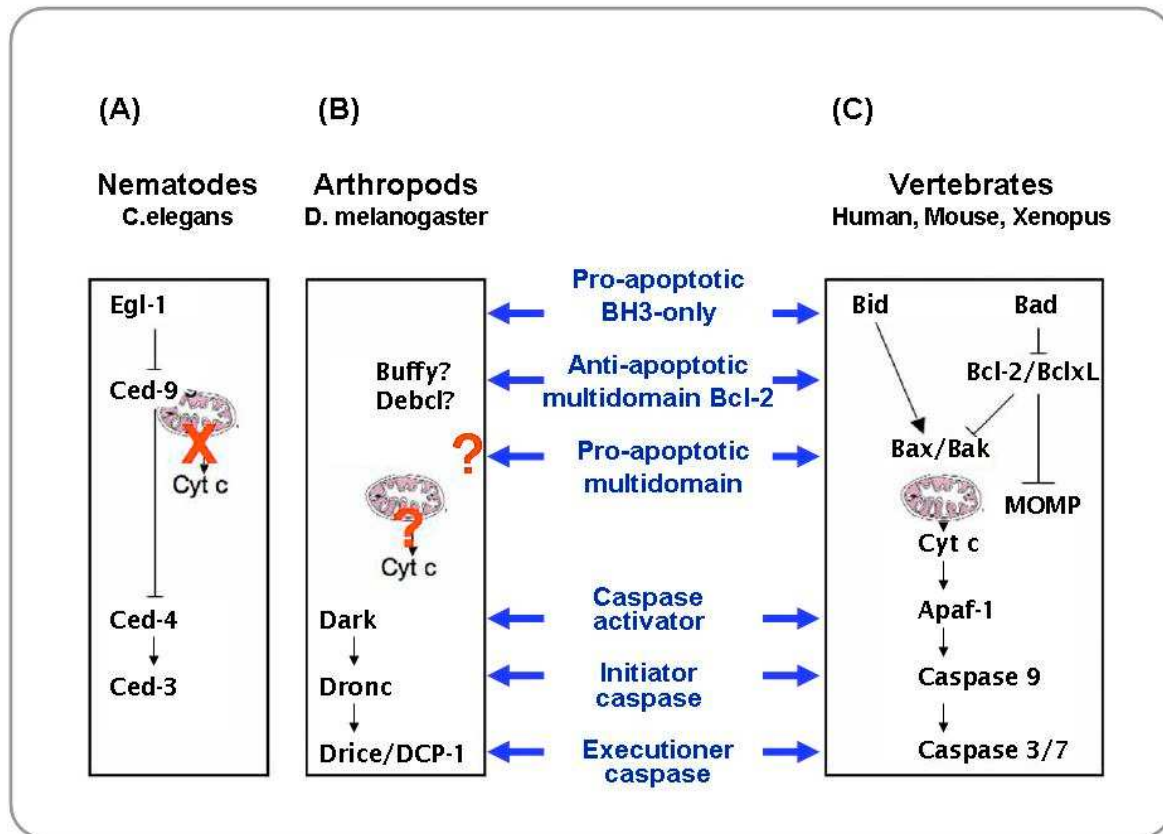 (A)
(B)
(C)
Nematodes
C.elegans
Arthropods
D. melanogaster
Vertebrates
Human, Mouse, Xenopus
Egl-1
Ced-9
X
Cyt c
Ced-4
Ced-3
Buffy?
Debcl?
?
?
Cyt c
Dark
Dronc
Drice/DCP-1
Pro-apoptotic
BH3-only
Anti-apoptotic
multidomain Bcl-2
Pro-apoptotic
multidomain
Caspase
activator
Initiator
caspase
Executioner
caspase
Bid
Bad
Bcl-2/BclxL
Bax/Bak
MOMP
Cyt c
Apaf-1
Caspase 9
Caspase 3/7